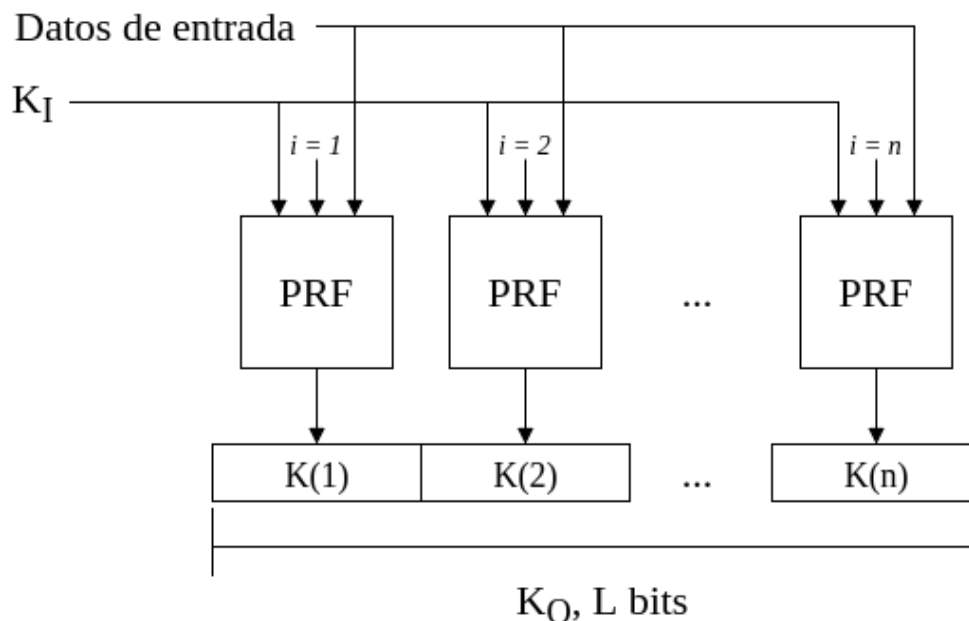 Datos de entrada
K_I
i = 1 i = 2 i = n
PRF PRF ... PRF
K(1) K(2) ... K(n)
K_O, L bits